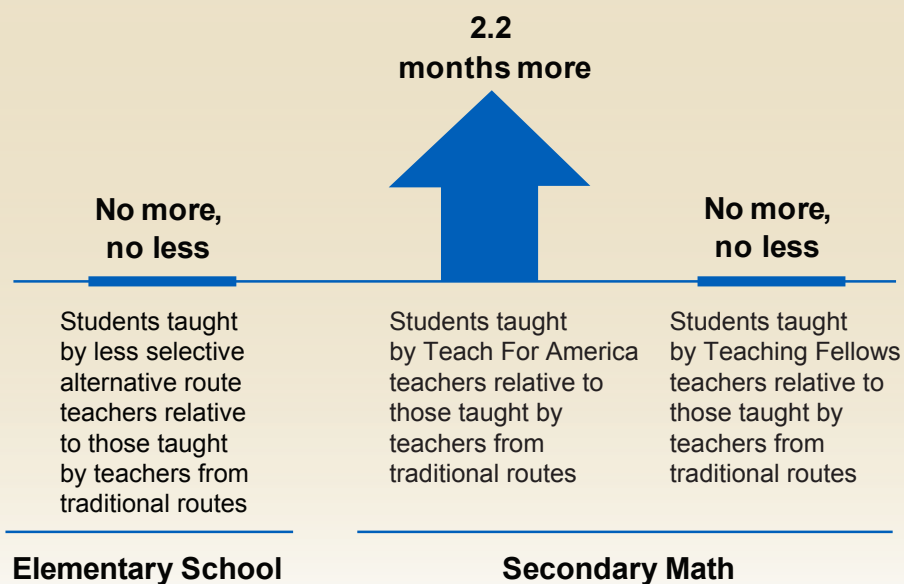 2.2
months more
No more,
no less
No more,
no less
Students taught
by less selective
alternative route
teachers relative
to those taught
by teachers from
traditional routes
Students taught
by Teach For America
teachers relative to
those taught by
teachers from
traditional routes
Students taught
by Teaching Fellows
teachers relative to
those taught by
teachers from
traditional routes
Elementary School
Secondary Math